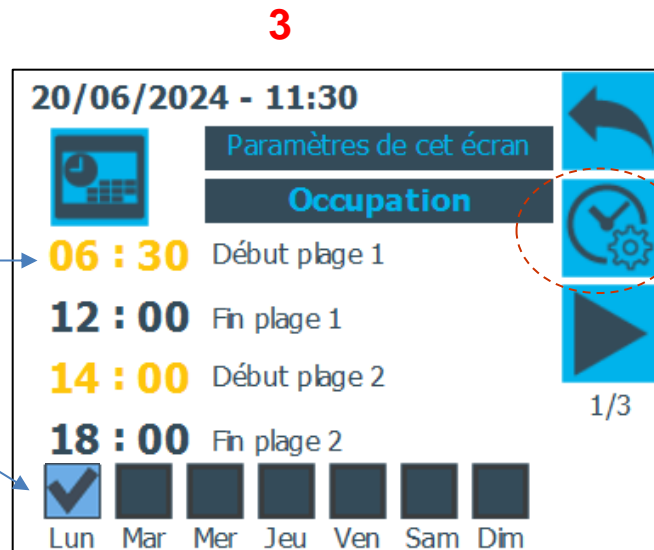 3
20/06/2024 - 11:30
Paramètres de cet écran
Occupation
06 : 30 Début plage 1
12 : 00 Fin plage 1
14 : 00 Début plage 2
1/3
18 : 00 Fin plage 2
Lun Mar Mer Jeu Ven Sam Dim